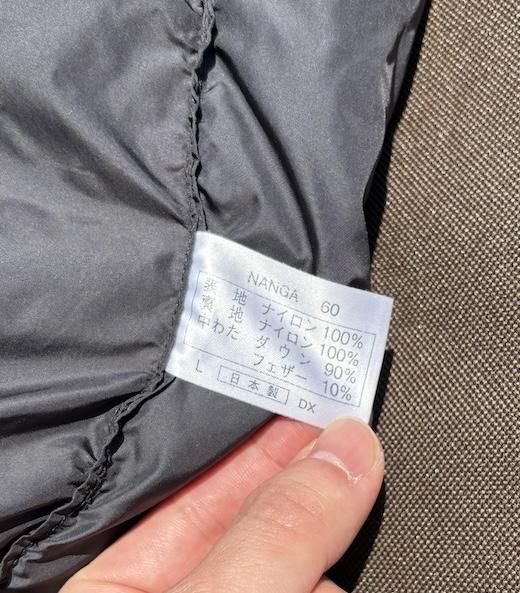 NANGA 60
表地 ナイロン 100%
裏地 ナイロン 100%
中わた ダウン 90%
フェザー 10%
L 日本製 DX